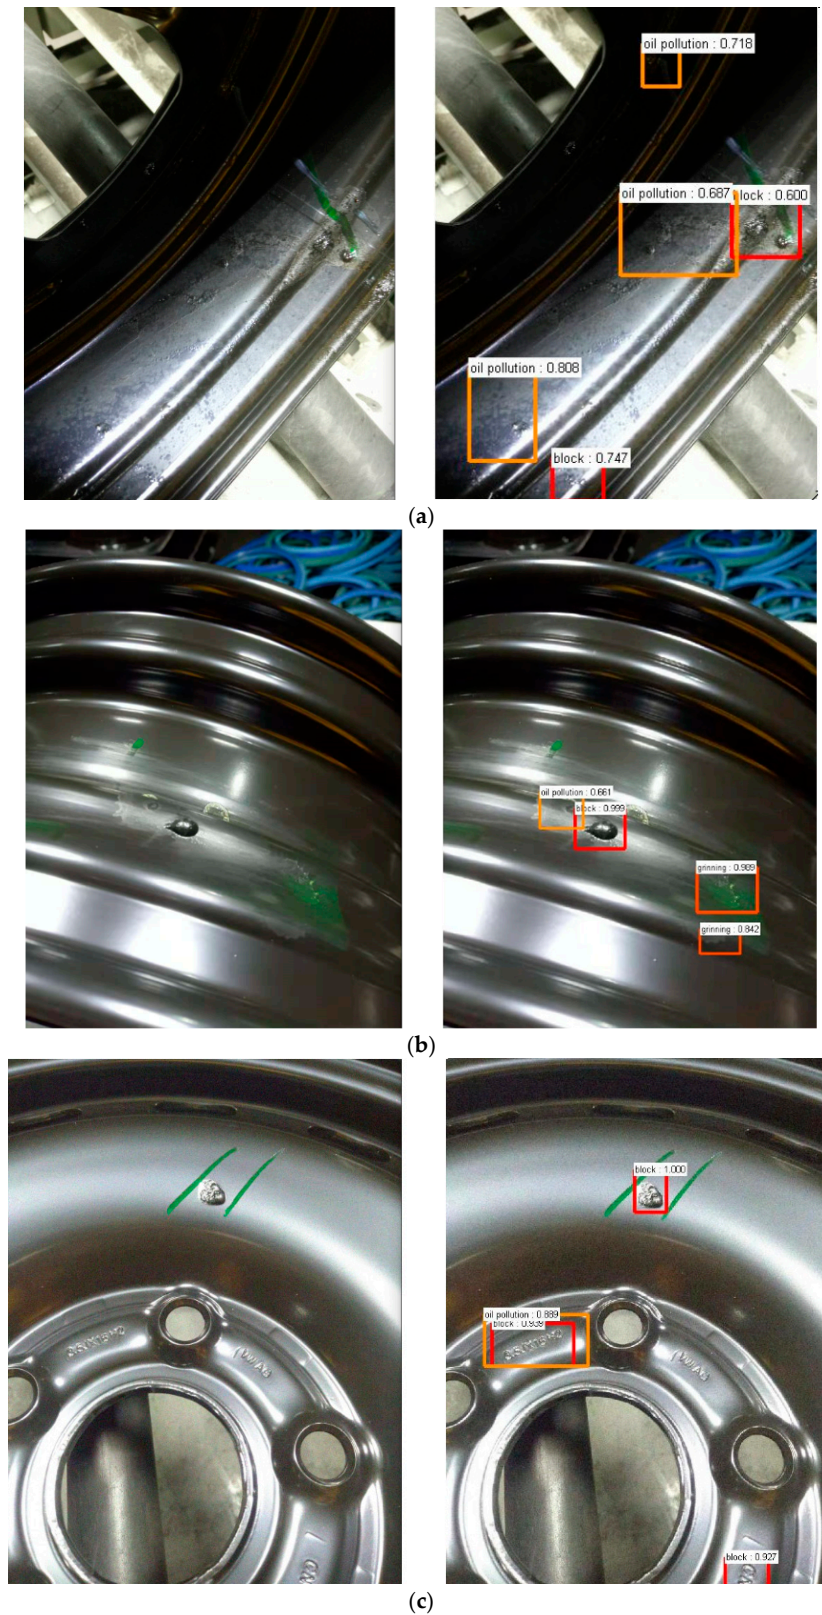 oil pollution : 0.718
oil pollution : 0.687
block : 0.600
oil pollution : 0.808
block : 0.747
(a)
oil pollution : 0.661
block : 0.999
grinning : 0.989
grinning : 0.842
(b)
block : 1.000
oil pollution : 0.889
block : 0.939
block : 0.927
(c)